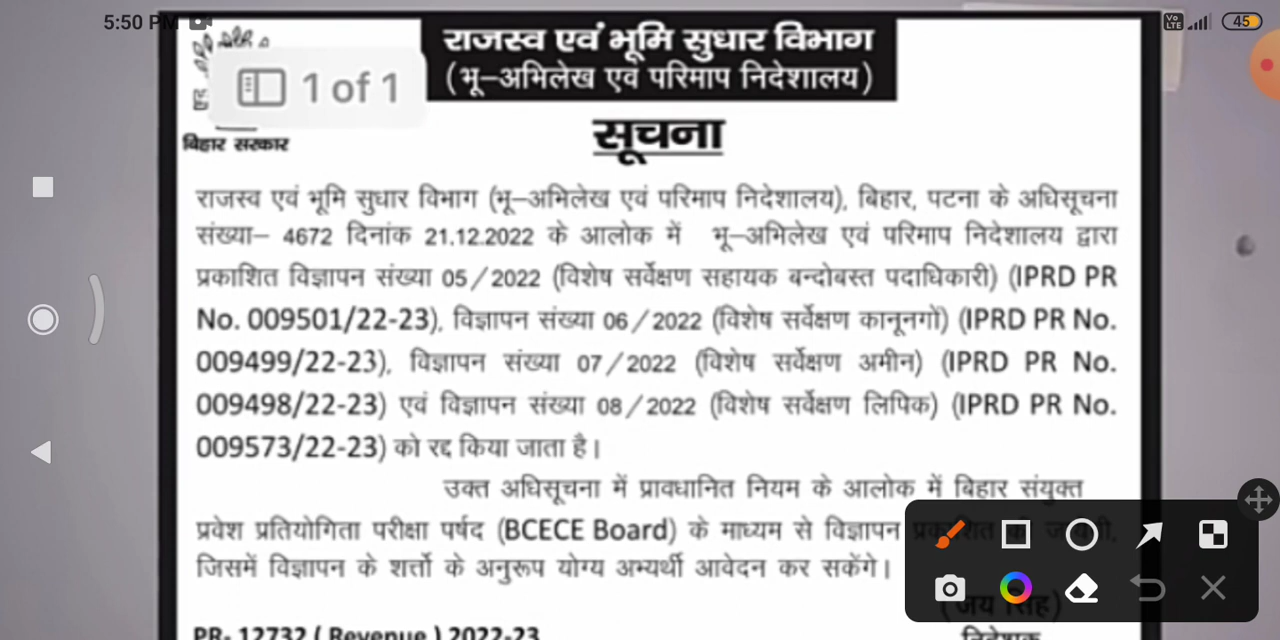 5:50 PM
Vo LTE
45
राजस्व एवं भूमि सुधार विभाग
(भू–अभिलेख एवं परिमाप निदेशालय)
1 of 1
बिहार सरकार
सूचना
राजस्व एवं भूमि सुधार विभाग (भू–अभिलेख एवं परिमाप निदेशालय), बिहार, पटना के अधिसूचना
संख्या– 4672 दिनांक 21.12.2022 के आलोक में भू–अभिलेख एवं परिमाप निदेशालय द्वारा
प्रकाशित विज्ञापन संख्या 05/2022 (विशेष सर्वेक्षण सहायक बन्दोबस्त पदाधिकारी) (IPRD PR
No. 009501/22-23), विज्ञापन संख्या 06/2022 (विशेष सर्वेक्षण कानूनगों) (IPRD PR No.
009499/22-23), विज्ञापन संख्या 07/2022 (विशेष सर्वेक्षण अमीन) (IPRD PR No.
009498/22-23) एवं विज्ञापन संख्या 08/2022 (विशेष सर्वेक्षण लिपिक) (IPRD PR No.
009573/22-23) को रद्द किया जाता है।
उक्त अधिसूचना में प्रावधानित नियम के आलोक में बिहार संयुक्त
प्रवेश प्रतियोगिता परीक्षा पर्षद (BCECE Board) के माध्यम से विज्ञापन
जिसमें विज्ञापन के शर्त्तो के अनुरूप योग्य अभ्यर्थी आवेदन कर सकेंगे।
(जय सिंह)
PR- 12732 ( Revenue ) 2022-23
निदेशक